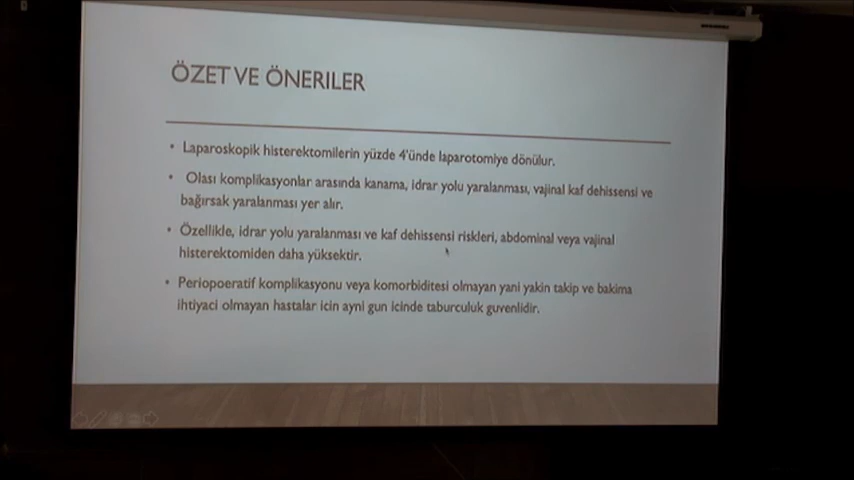 ÖZET VE ÖNERILER
• Laparoskopik histerektomilerin yüzde 4'ünde laparotomiye dönülur.
• Olası komplikasyonlar arasında kanama, idrar yolu yaralanması, vajinal kaf dehissensi ve
bağırsak yaralanması yer alır.
• Özellikle, idrar yolu yaralanması ve kaf dehissensi riskleri, abdominal veya vajinal
histerektomiden daha yüksektir.
• Periopoeratif komplikasyonu veya komorbiditesi olmayan yani yakin takip ve bakima
ihtiyaci olmayan hastalar icin ayni gun icinde taburculuk guvenlidir.